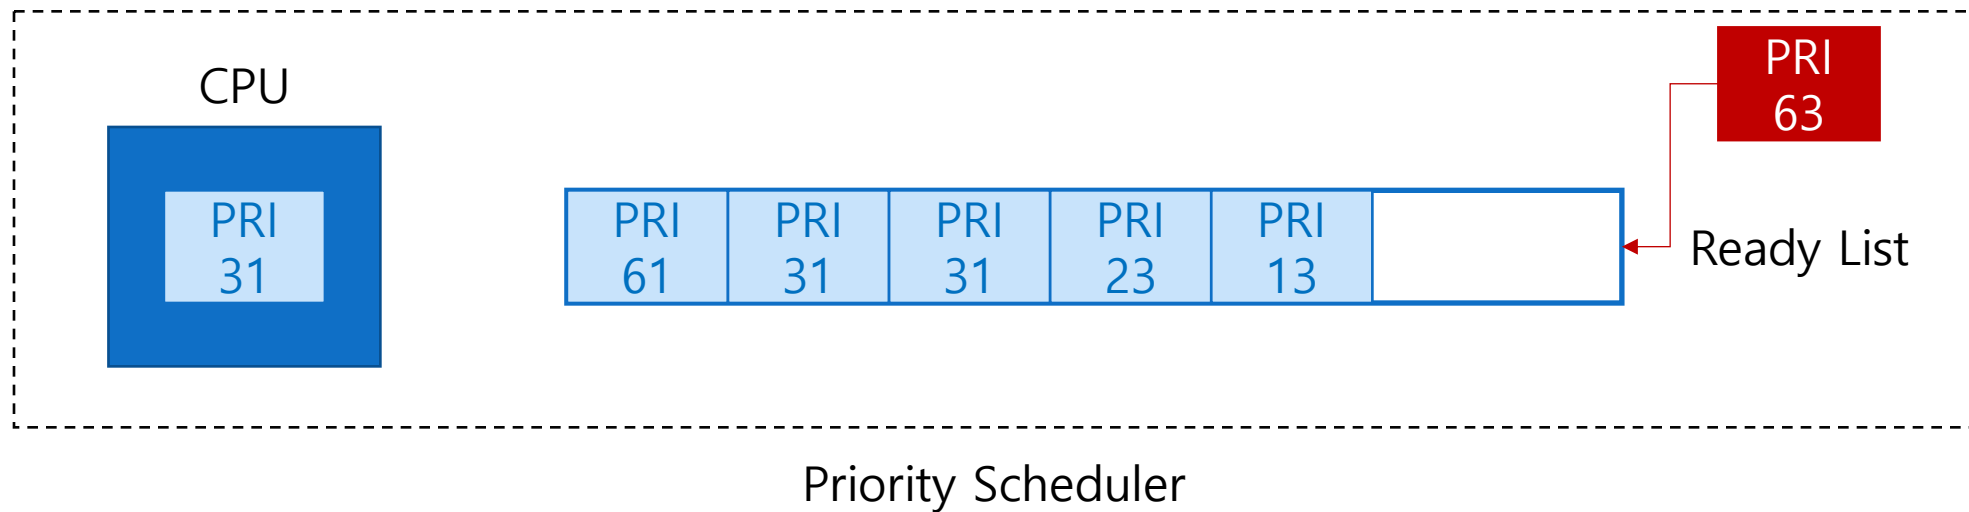 PRI
63
CPU
PRI
31
PRI
61
PRI
31
PRI
31
PRI
23
PRI
13
Ready List
Priority Scheduler